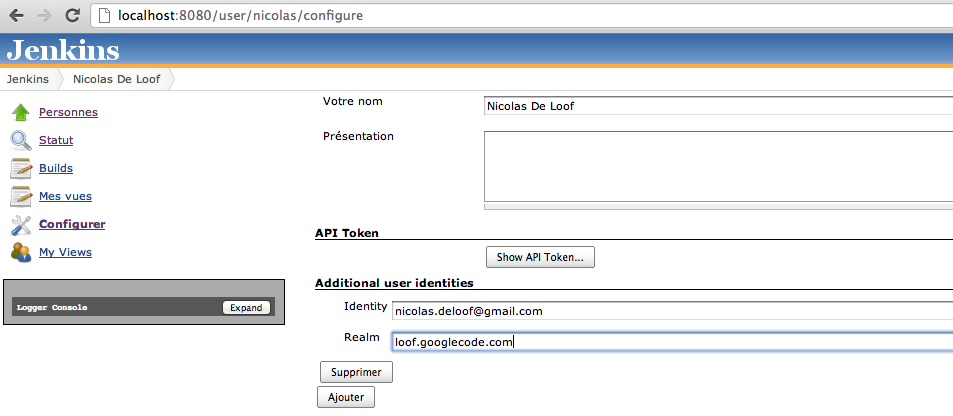 localhost:8080/user/nicolas/configure
Jenkins
Jenkins Nicolas De Loof
Personnes
Statut
Builds
Mes vues
Configurer
My Views
Logger Console Expand
Votre nom Nicolas De Loof
Présentation
API Token
Show API Token...
Additional user identities
Identity nicolas.deloof@gmail.com
Realm loof.googlecode.com
Supprimer
Ajouter